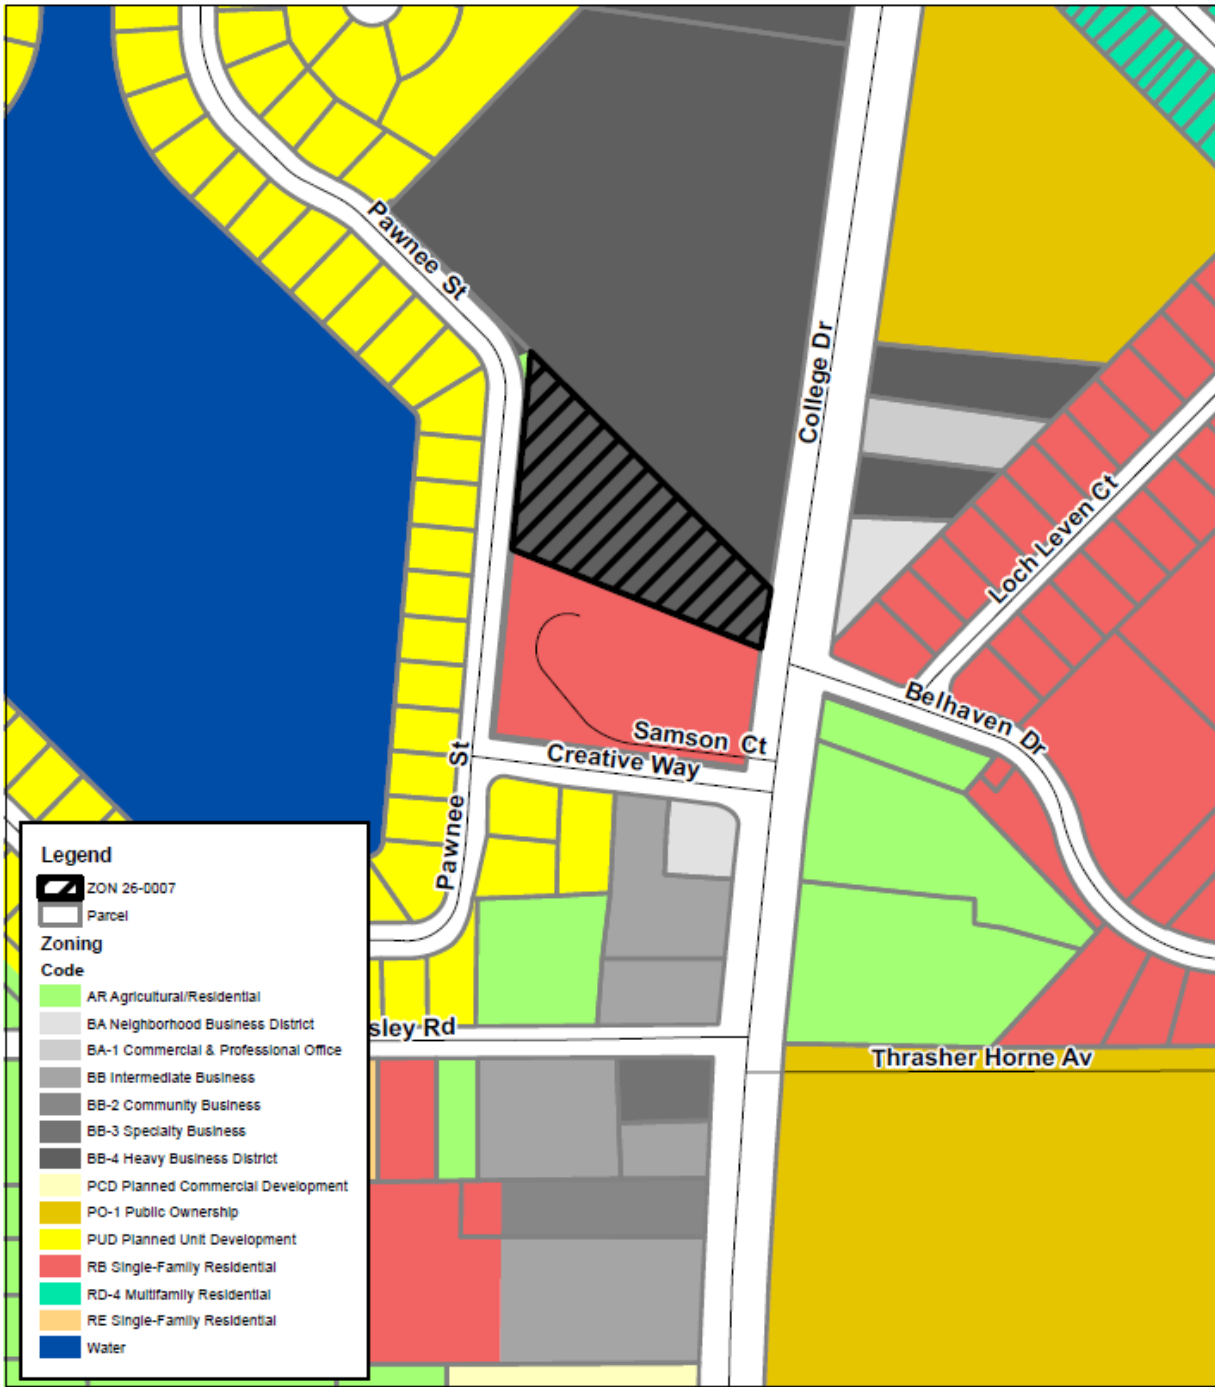 Pawnee St
College Dr
Loch Leven Ct
Belhaven Dr
Samson Ct
Creative Way
Pawnee St
sley Rd
Thrasher Horne Av
Legend
ZON 26-0007
Parcel
Zoning
Code
AR Agricultural/Residential
BA Neighborhood Business District
BA-1 Commercial & Professional Office
BB Intermediate Business
BB-2 Community Business
BB-3 Specialty Business
BB-4 Heavy Business District
PCD Planned Commercial Development
PO-1 Public Ownership
PUD Planned Unit Development
RB Single-Family Residential
RD-4 Multifamily Residential
RE Single-Family Residential
Water